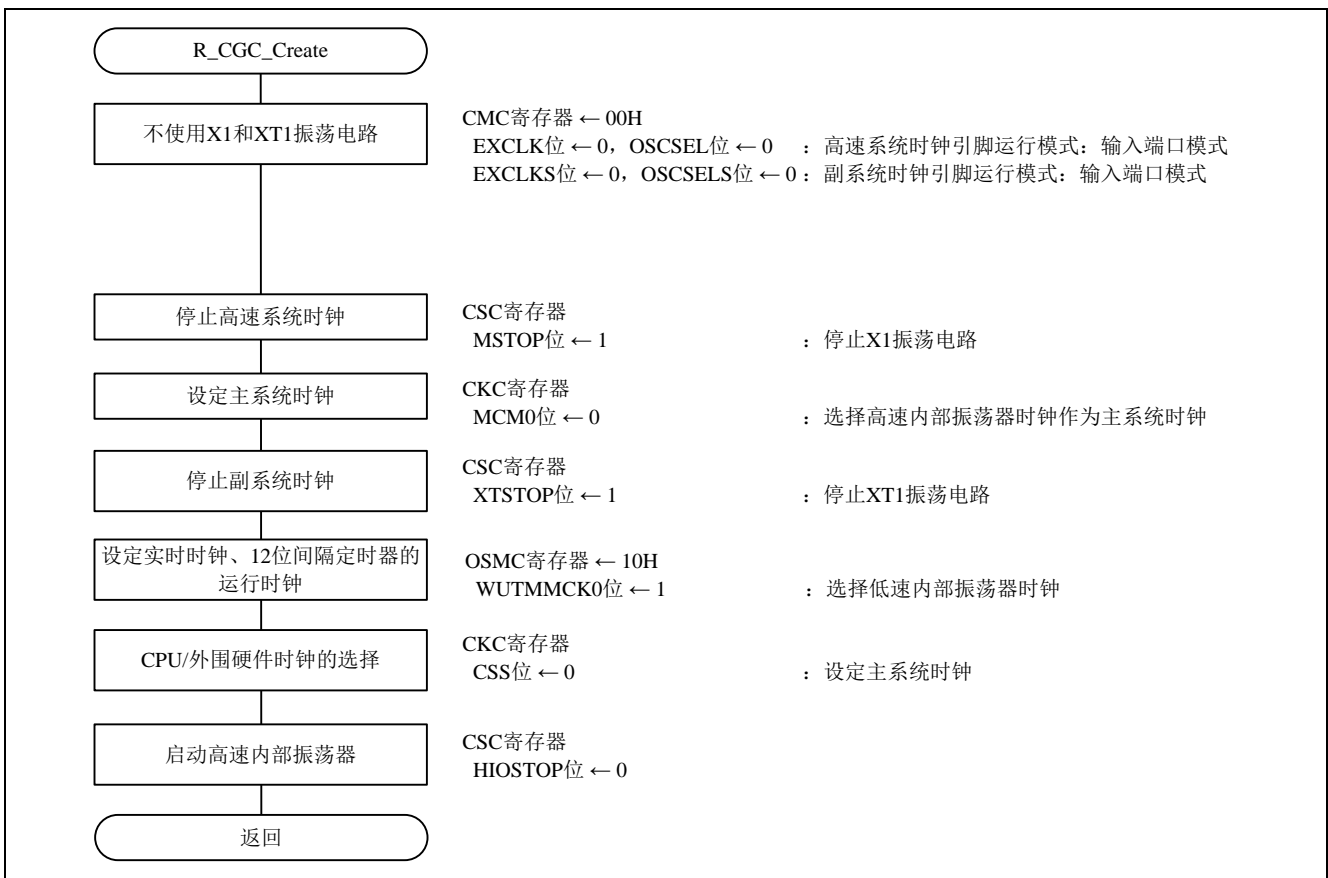 R_CGC_Create
不使用X1和XT1振荡电路
CMC寄存器 ← 00H
EXCLK位 ← 0，OSCSEL位 ← 0 ：高速系统时钟引脚运行模式：输入端口模式
EXCLKS位 ← 0，OSCSELS位 ← 0：副系统时钟引脚运行模式：输入端口模式
停止高速系统时钟
CSC寄存器
MSTOP位 ← 1 ：停止X1振荡电路
设定主系统时钟
CKC寄存器
MCM0位 ← 0 ：选择高速内部振荡器时钟作为主系统时钟
停止副系统时钟
CSC寄存器
XTSTOP位 ← 1 ：停止XT1振荡电路
设定实时时钟、12位间隔定时器的
运行时钟
OSMC寄存器 ← 10H
WUTMMCK0位 ← 1 ：选择低速内部振荡器时钟
CPU/外围硬件时钟的选择
CKC寄存器
CSS位 ← 0 ：设定主系统时钟
启动高速内部振荡器
CSC寄存器
HIOSTOP位 ← 0
返回